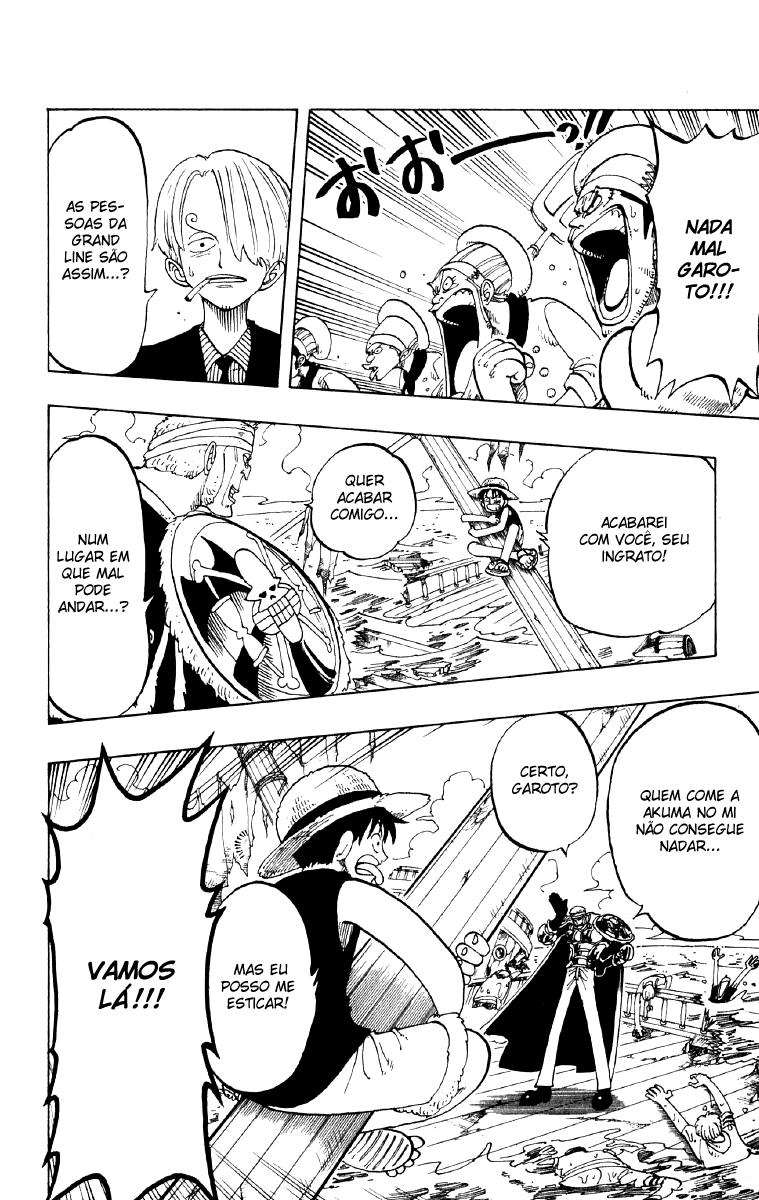 おおーっ!!
NADA
MAL
GARO-
TO!!!
AS PES-
SOAS DA
GRAND
LINE SÃO
ASSIM...?
ACABAREI
COM VOCÊ, SEU
INGRATO!
QUER
ACABAR
COMIGO...
NUM
LUGAR EM
QUE MAL
PODE
ANDAR...?
QUEM COME A
AKUMA NO MI
NÃO CONSEGUE
NADAR...
CERTO,
GAROTO?
MAS EU
POSSO ME
ESTICAR!
VAMOS
LÁ!!!